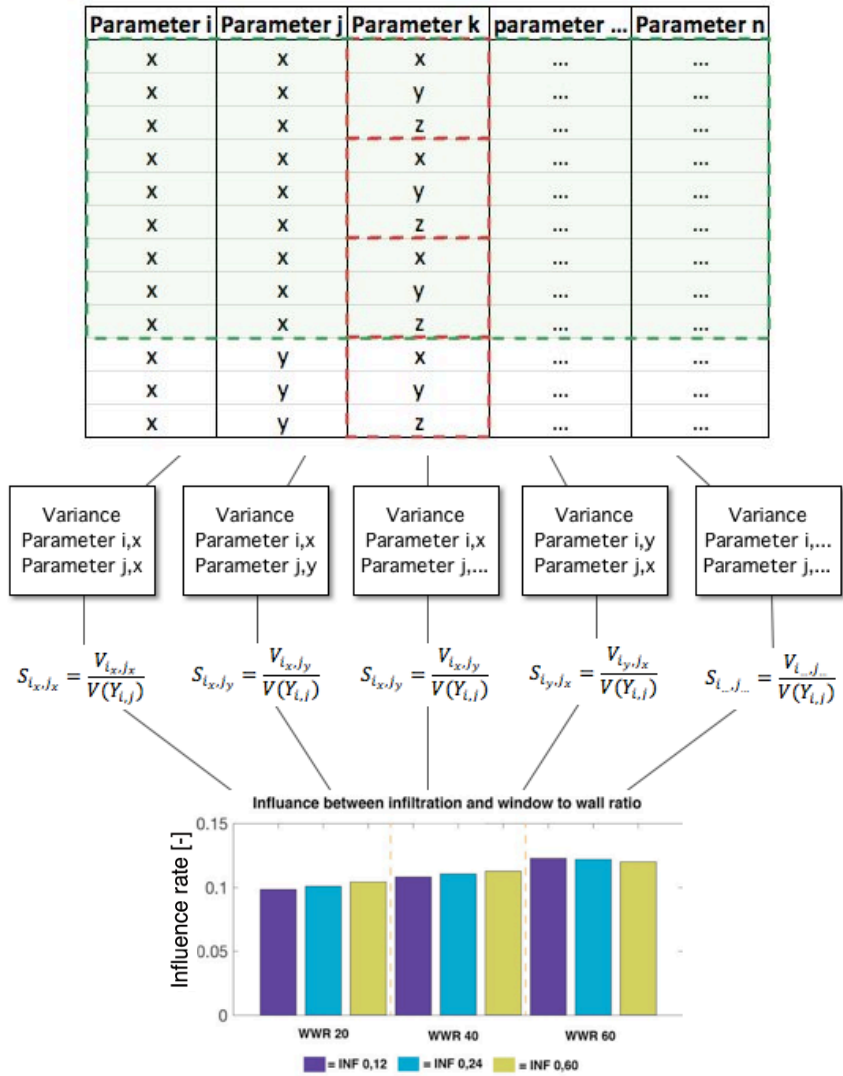 Parameter i Parameter j Parameter k parameter ... Parameter n
x x x ... ...
x x y ... ...
x x z ... ...
x x x ... ...
x x y ... ...
x x z ... ...
x x x ... ...
x x y ... ...
x x z ... ...
x y x ... ...
x y y ... ...
x y z ... ...
Variance
Parameter i,x
Parameter j,x
Variance
Parameter i,x
Parameter j,y
Variance
Parameter i,x
Parameter j,...
Variance
Parameter i,y
Parameter j,x
Variance
Parameter i,...
Parameter j,...
S_{i_x,j_x} = V_{i_x,j_x} / V(Y_{i,j})
S_{i_x,j_y} = V_{i_x,j_y} / V(Y_{i,j})
S_{i_x,j_y} = V_{i_x,j_y} / V(Y_{i,j})
S_{i_y,j_x} = V_{i_y,j_x} / V(Y_{i,j})
S_{i_...,j_...} = V_{i_...,j_...} / V(Y_{i,j})
Influance between infiltration and window to wall ratio
Influence rate [-]
0.15
0.1
0.05
0
WWR 20 WWR 40 WWR 60
= INF 0,12 = INF 0,24 = INF 0,60